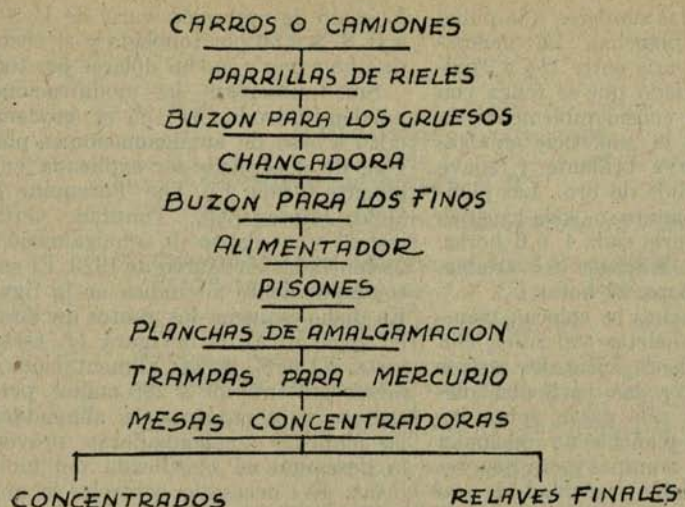 CARROS O CAMIONES
PARRILLAS DE RIELES
BUZON PARA LOS GRUESOS
CHANCADORA
BUZON PARA LOS FINOS
ALIMENTADOR
PISONES
PLANCHAS DE AMALGAMACION
TRAMPAS PARA MERCURIO
MESAS CONCENTRADORAS
CONCENTRADOS RELAVES FINALES